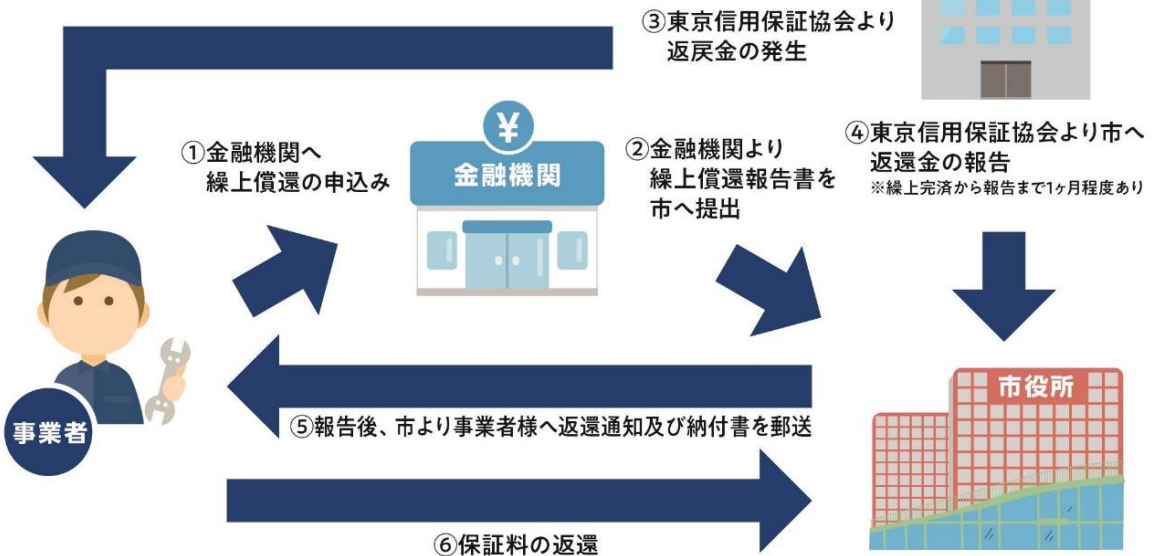 ③東京信用保証協会より
返戻金の発生
①金融機関へ
繰上償還の申込み
¥
金融機関
②金融機関より
繰上償還報告書を
市へ提出
④東京信用保証協会より市へ
返還金の報告
※繰上完済から報告まで1ヶ月程度あり
事業者
⑤報告後、市より事業者様へ返還通知及び納付書を郵送
市役所
⑥保証料の返還